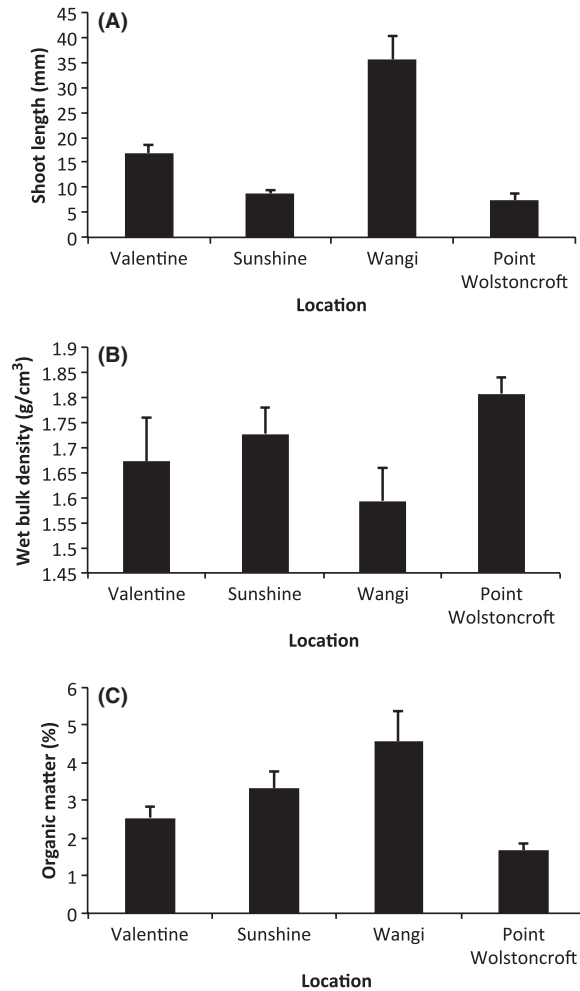 (A)
Shoot length (mm)
45
40
35
30
25
20
15
10
5
0
Valentine Sunshine Wangi Point Wolstoncroft
Location
(B)
Wet bulk density (g/cm³)
1.9
1.85
1.8
1.75
1.7
1.65
1.6
1.55
1.5
1.45
Valentine Sunshine Wangi Point Wolstoncroft
Location
(C)
Organic matter (%)
6
5
4
3
2
1
0
Valentine Sunshine Wangi Point Wolstoncroft
Location